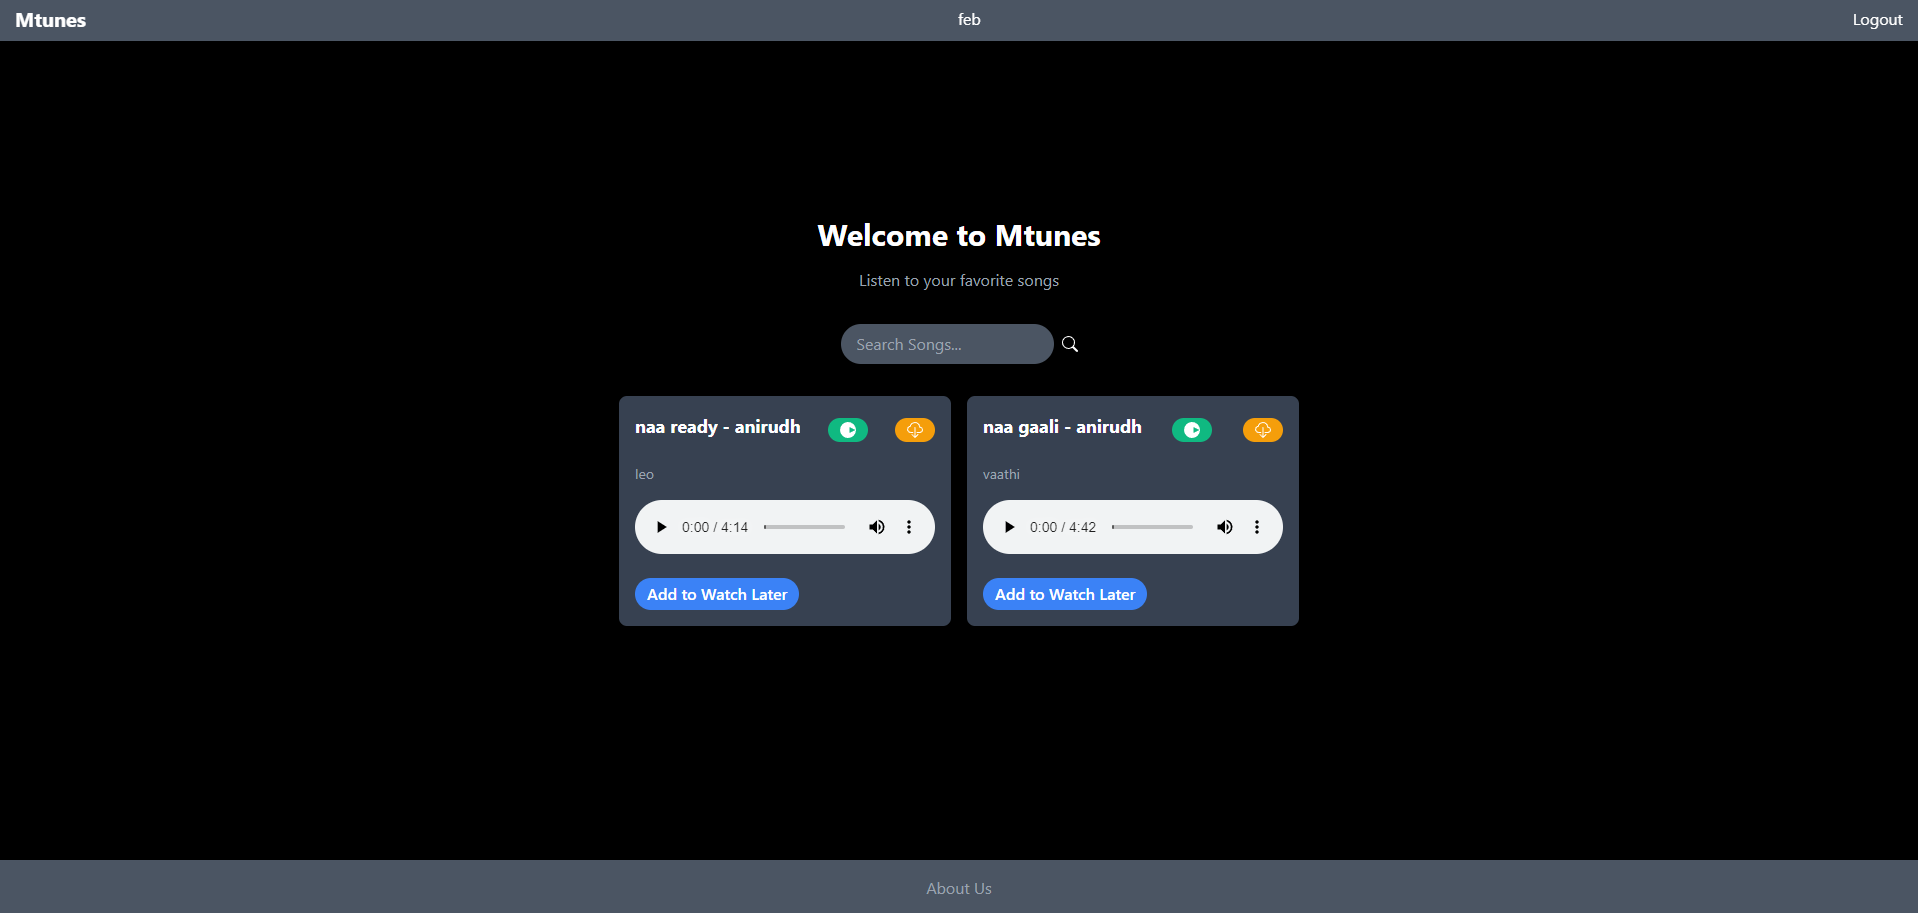 Mtunes
feb
Logout
Welcome to Mtunes
Listen to your favorite songs
Search Songs...
naa ready - anirudh
leo
0:00 / 4:14
Add to Watch Later
naa gaali - anirudh
vaathi
0:00 / 4:42
Add to Watch Later
About Us